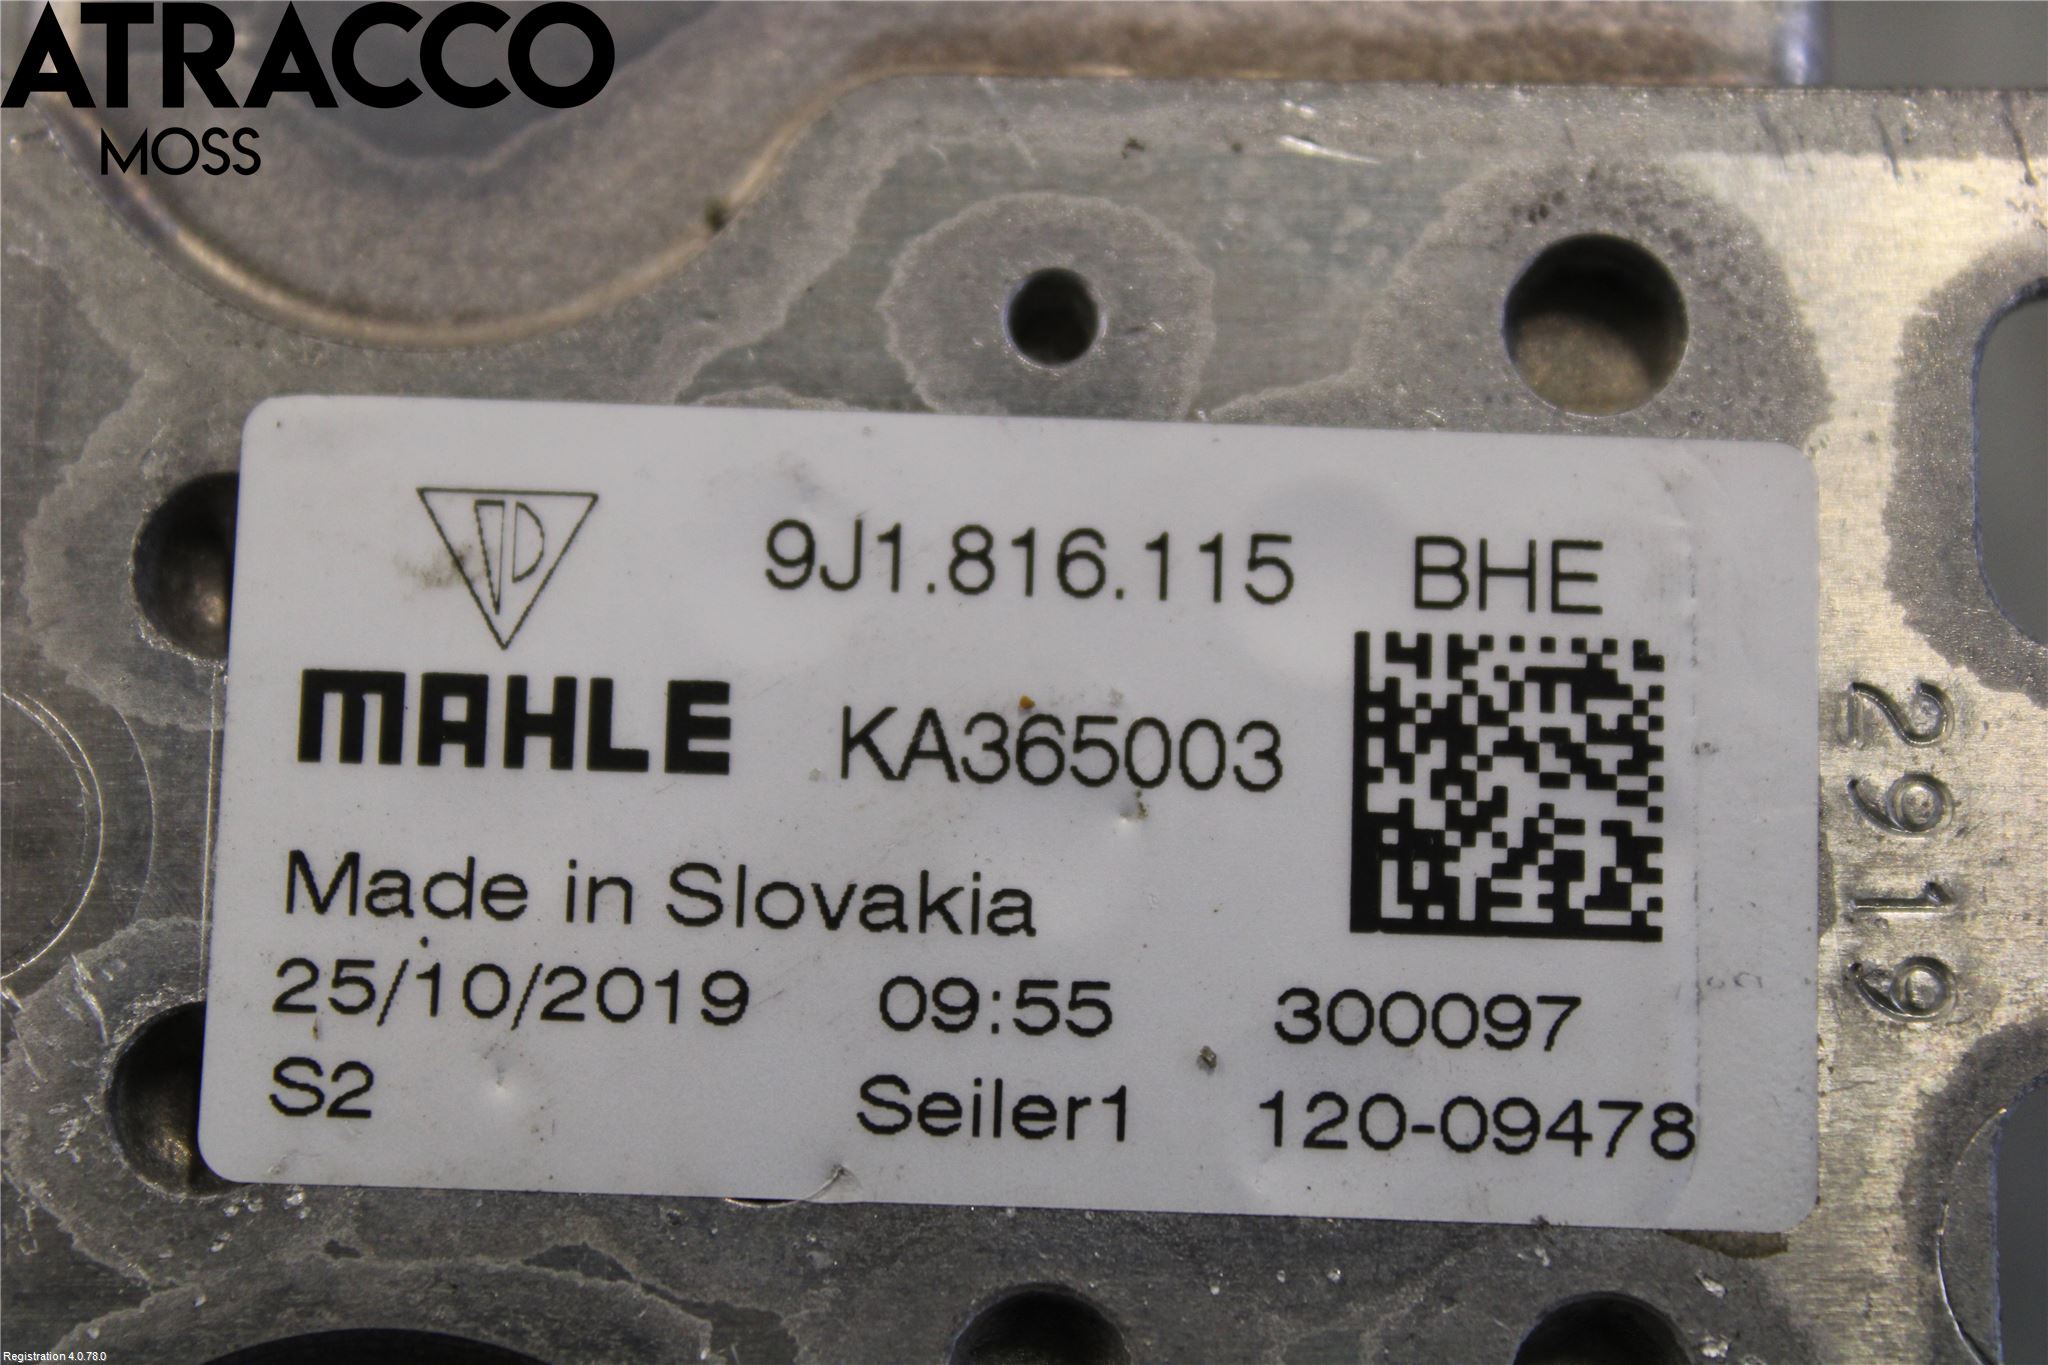 ATRACCO
MOSS
9J1.816.115 BHE
MAHLE KA365003
Made in Slovakia
25/10/2019 09:55 300097
S2 Seiler1 120-09478
2919
Registration 4.0.78.0